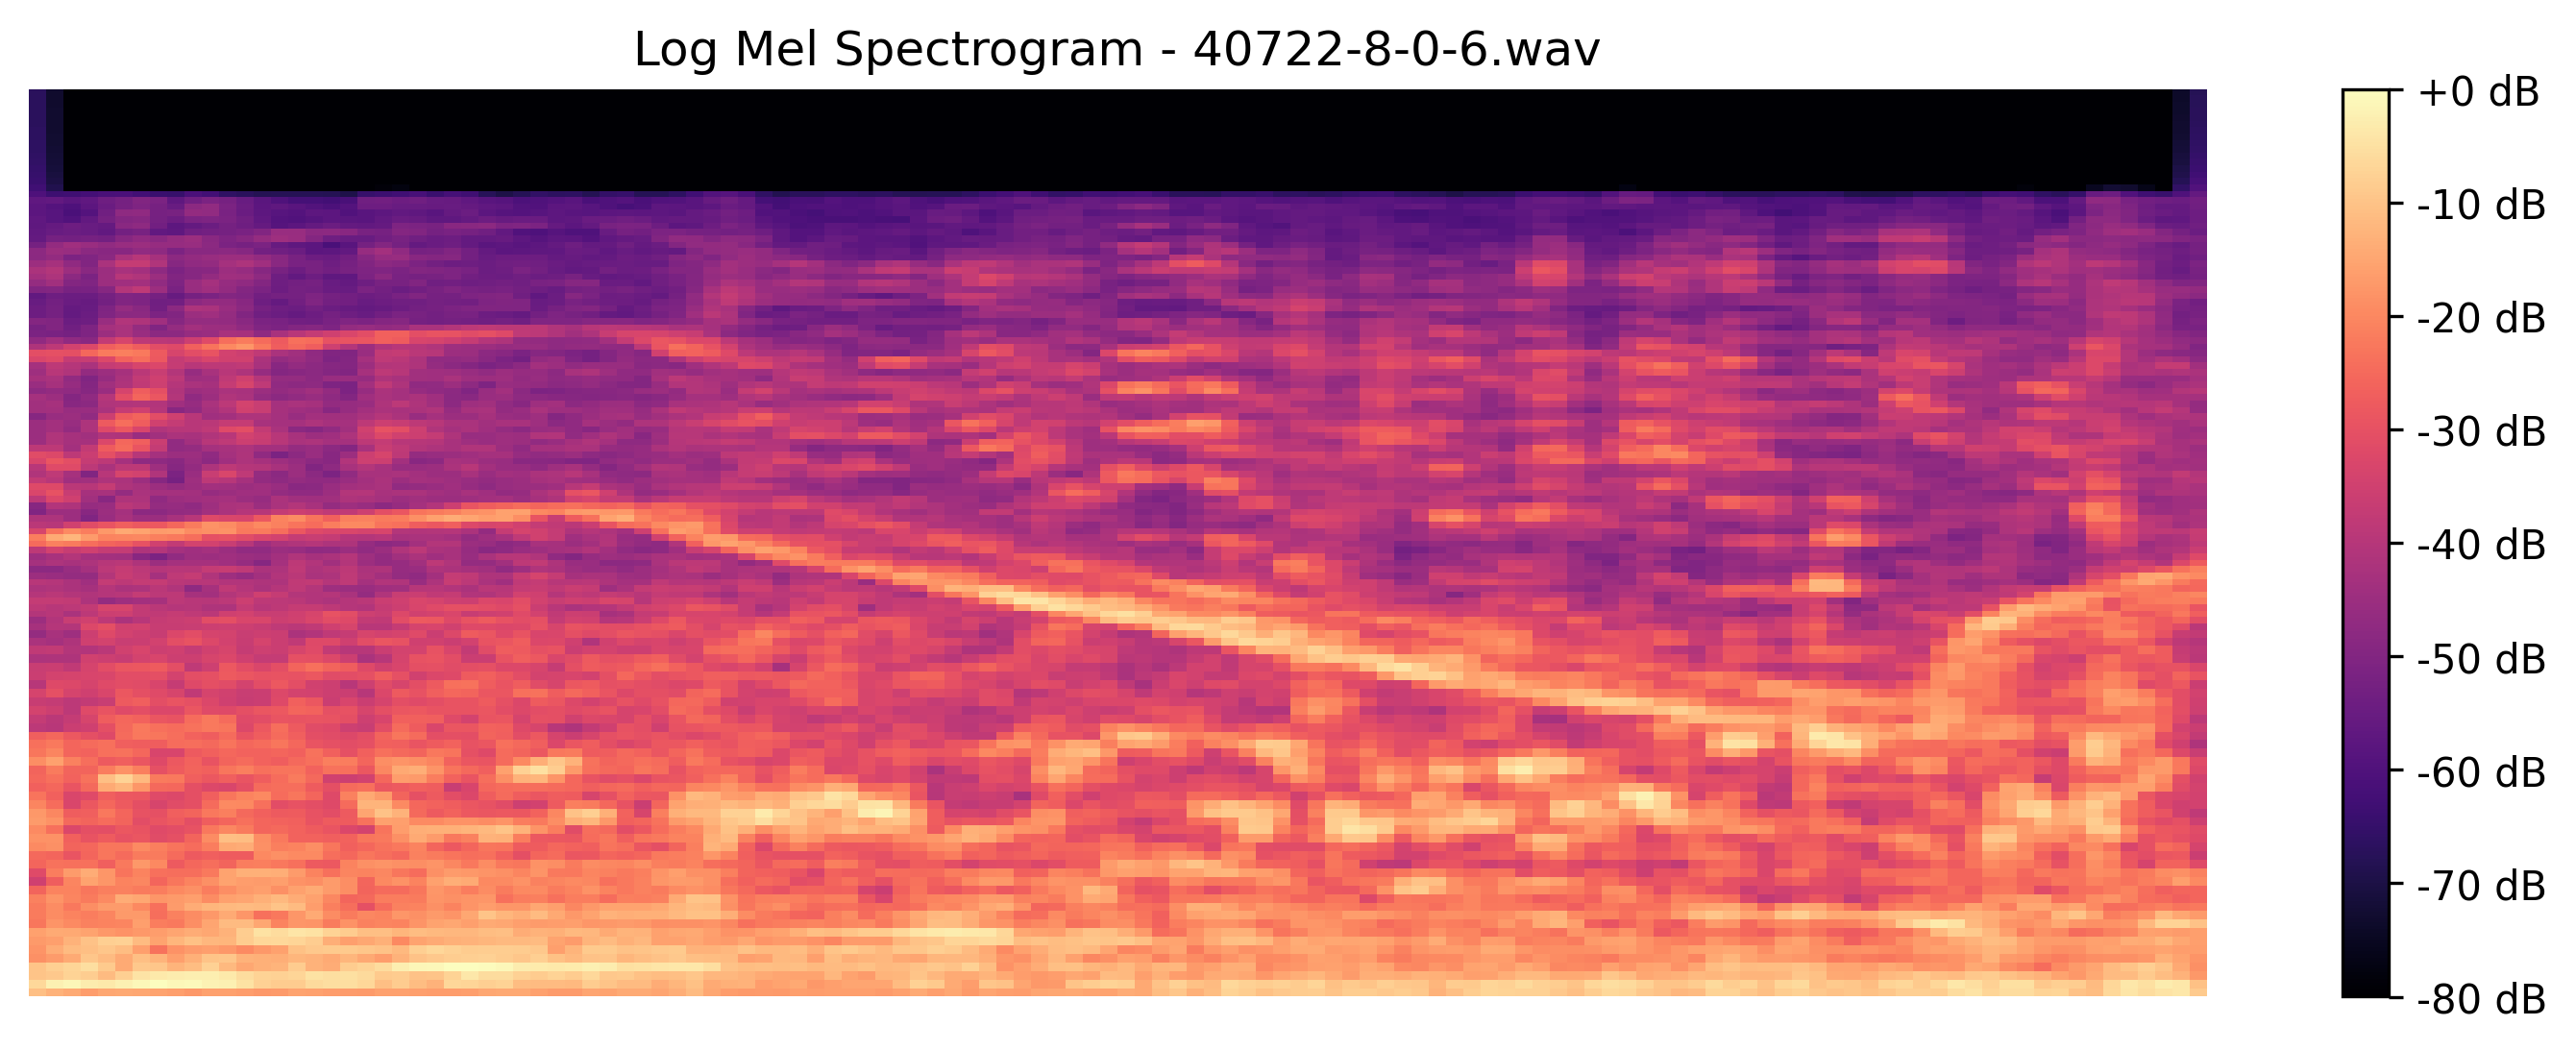 Log Mel Spectrogram - 40722-8-0-6.wav
+0 dB
-10 dB
-20 dB
-30 dB
-40 dB
-50 dB
-60 dB
-70 dB
-80 dB